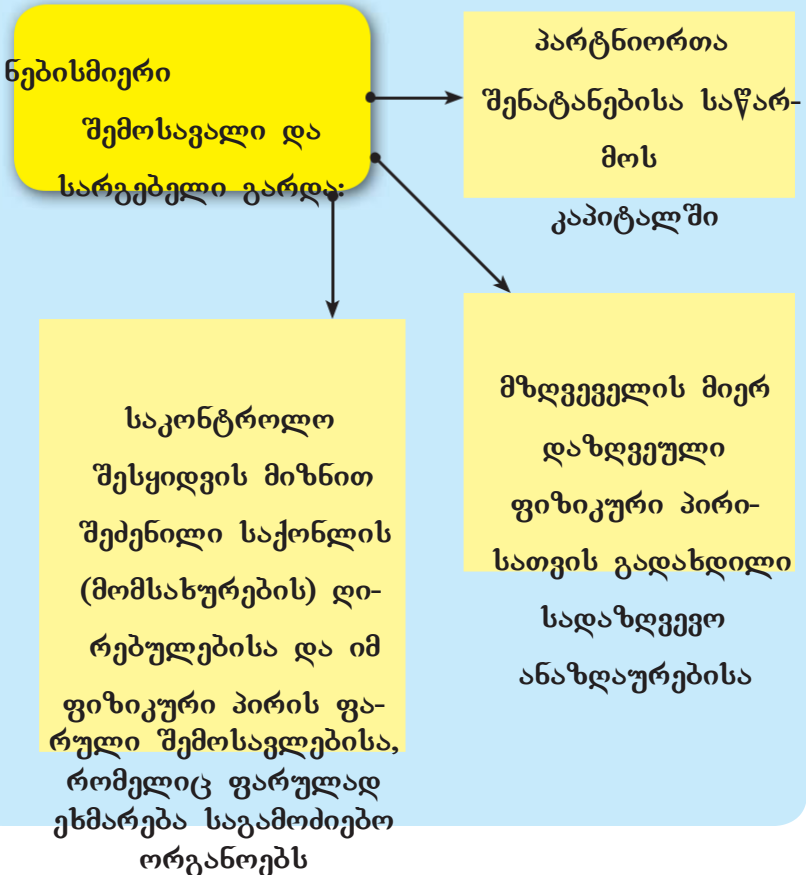 ნებისმიერი
შემოსავალი და
სარგებელი გარდა:
პარტნიორთა
შენატანებისა საწარ-
მოს
კაპიტალში
საკონტროლო
შესყიდვის მიზნით
შეძენილი საქონლის
(მომსახურების) ღი-
რებულებისა და იმ
ფიზიკური პირის ფა-
რული შემოსავლებისა,
რომელიც ფარულად
ეხმარება საგამოძიებო
ორგანოებს
მზღვეველის მიერ
დაზღვეული
ფიზიკური პირი-
სათვის გადახდილი
სადაზღვევო
ანაზღაურებისა